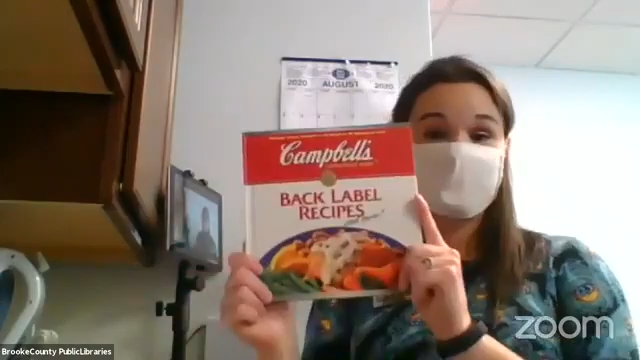 2020 AUGUST 2020
Campbell's
BACK LABEL
RECIPES
zoom
BrookeCounty PublicLibraries